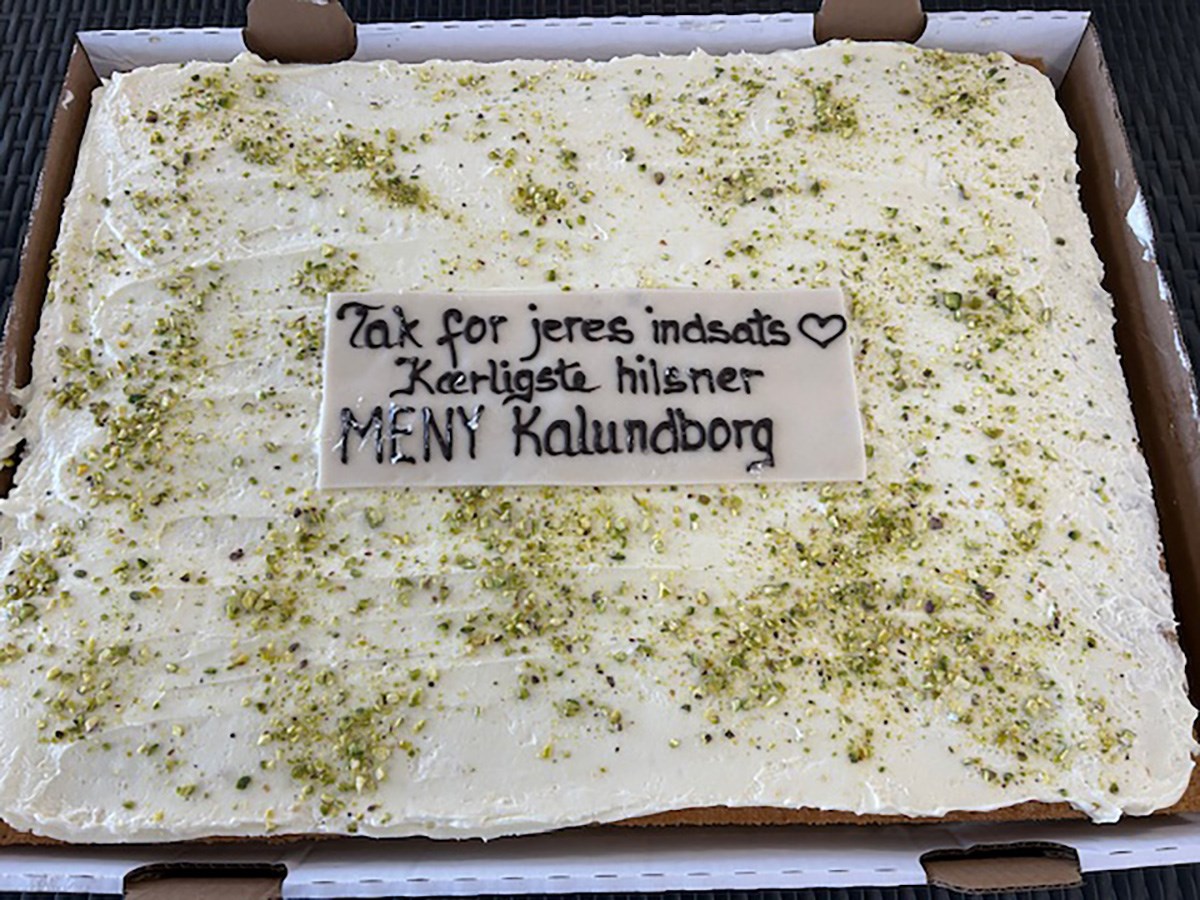 Tak for jeres indsats ♡
Kærligste hilsner
MENY Kalundborg